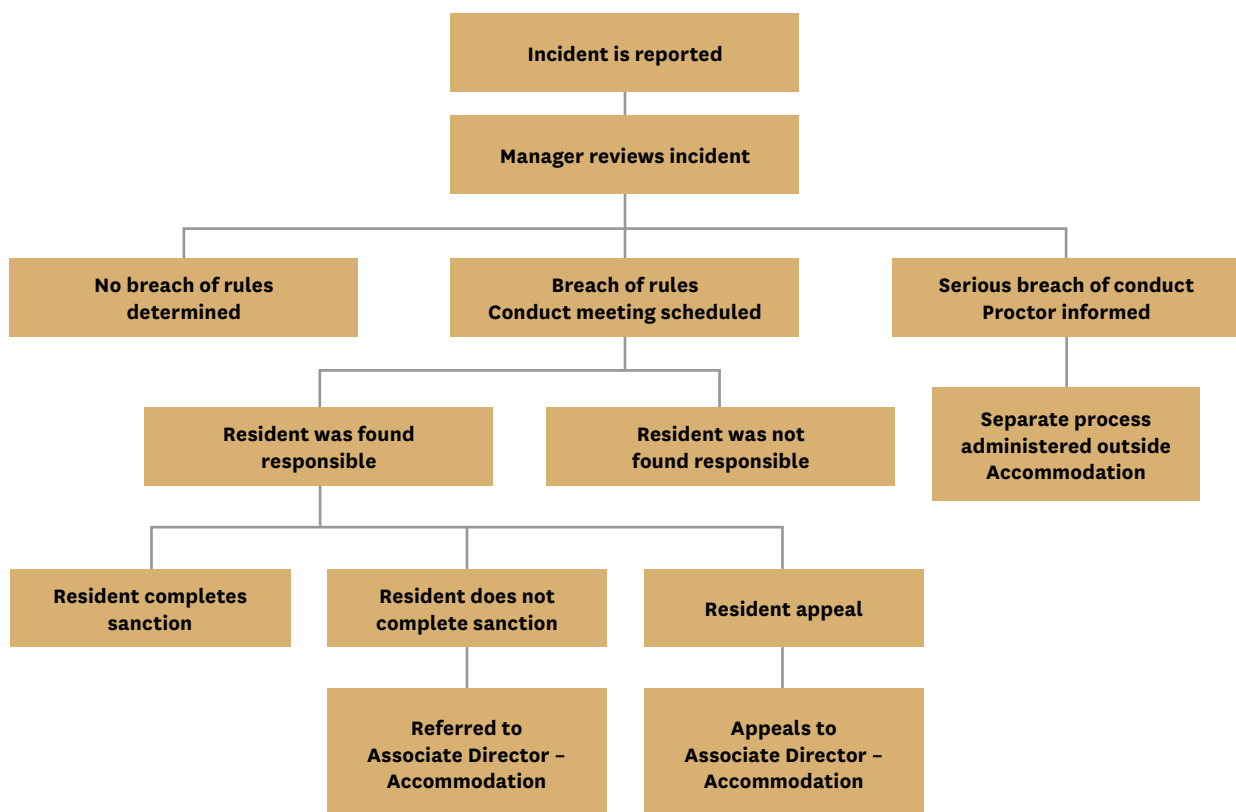 Incident is reported
Manager reviews incident
No breach of rules
determined
Breach of rules
Conduct meeting scheduled
Serious breach of conduct
Proctor informed
Resident was found
responsible
Resident was not
found responsible
Separate process
administered outside
Accommodation
Resident completes
sanction
Resident does not
complete sanction
Resident appeal
Referred to
Associate Director –
Accommodation
Appeals to
Associate Director –
Accommodation